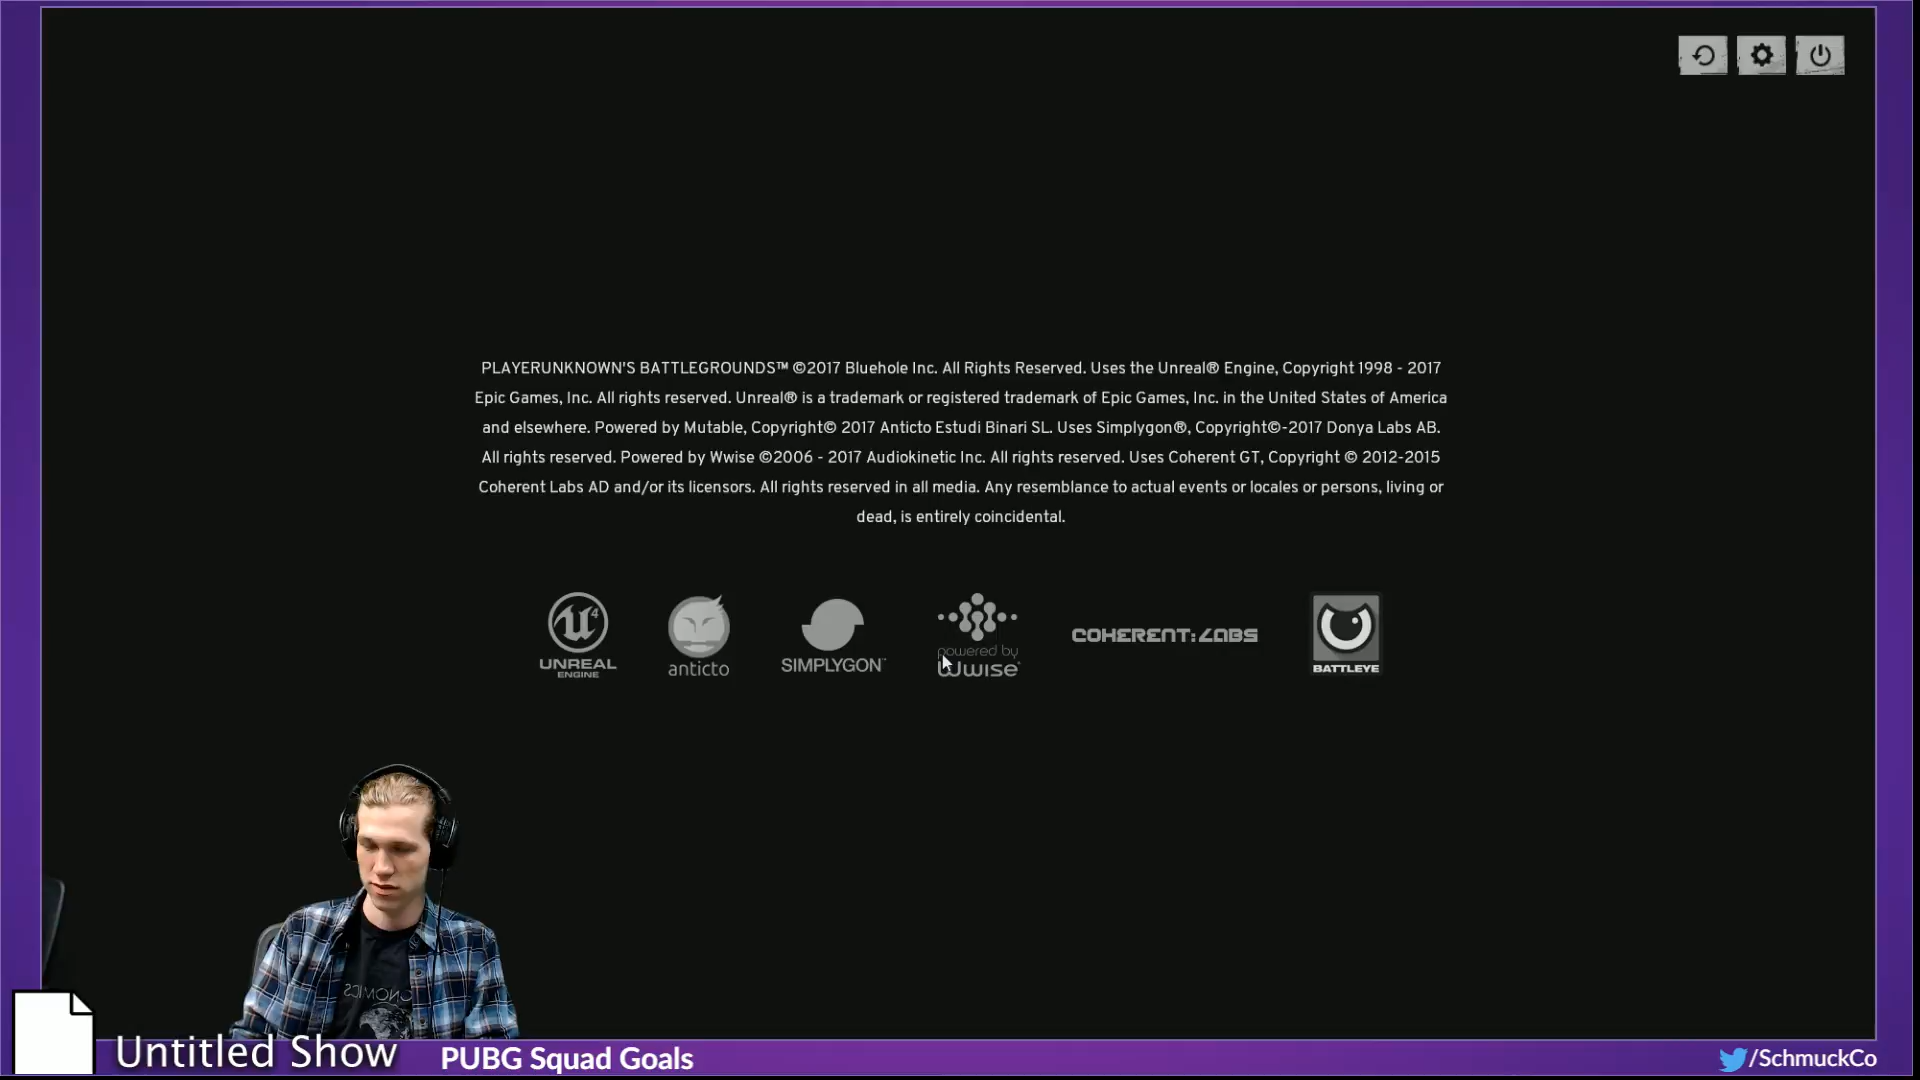 PLAYERUNKNOWN'S BATTLEGROUNDS™ ©2017 Bluehole Inc. All Rights Reserved. Uses the Unreal® Engine, Copyright 1998 - 2017
Epic Games, Inc. All rights reserved. Unreal® is a trademark or registered trademark of Epic Games, Inc. in the United States of America
and elsewhere. Powered by Mutable, Copyright© 2017 Anticto Estudi Binari SL. Uses Simplygon®, Copyright©-2017 Donya Labs AB.
All rights reserved. Powered by Wwise ©2006 - 2017 Audiokinetic Inc. All rights reserved. Uses Coherent GT, Copyright © 2012-2015
Coherent Labs AD and/or its licensors. All rights reserved in all media. Any resemblance to actual events or locales or persons, living or
dead, is entirely coincidental.
U4
UNREAL
ENGINE
anticto
SIMPLYGON™
powered by
Wwise®
COHERENT:LABS
BATTLEYE
Untitled Show
PUBG Squad Goals
/SchmuckCo